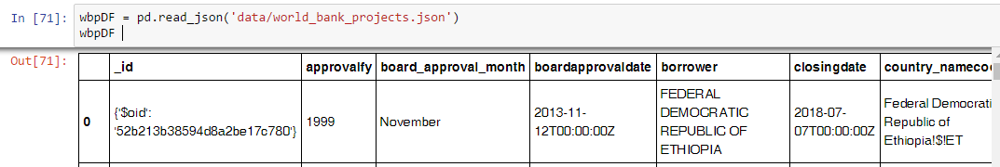 In [71]: wbpDF = pd.read_json('data/world_bank_projects.json')
wbpDF
Out[71]:
_id approvalfy board_approval_month boardapprovaldate borrower closingdate country_nameco
0 {'$oid': '52b213b38594d8a2be17c780'} 1999 November 2013-11-12T00:00:00Z FEDERAL DEMOCRATIC REPUBLIC OF ETHIOPIA 2018-07-07T00:00:00Z Federal Democrati Republic of Ethiopia!$!ET